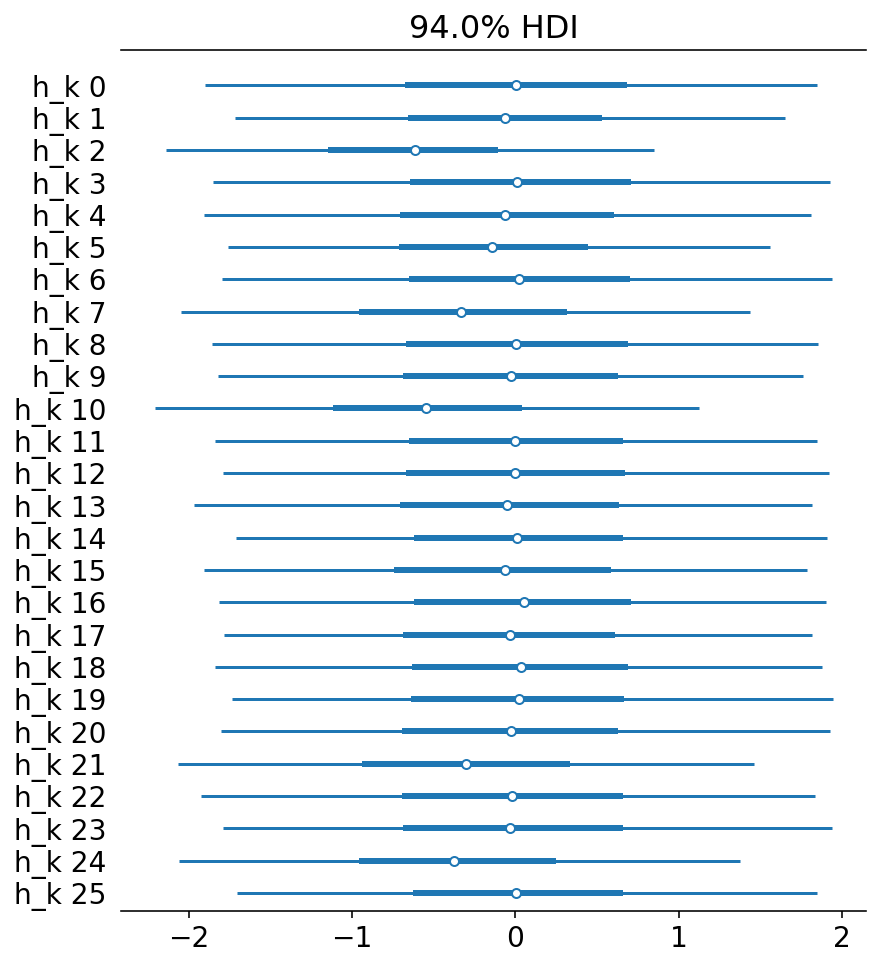 94.0% HDI
h_k 0
h_k 1
h_k 2
h_k 3
h_k 4
h_k 5
h_k 6
h_k 7
h_k 8
h_k 9
h_k 10
h_k 11
h_k 12
h_k 13
h_k 14
h_k 15
h_k 16
h_k 17
h_k 18
h_k 19
h_k 20
h_k 21
h_k 22
h_k 23
h_k 24
h_k 25
−2 −1 0 1 2